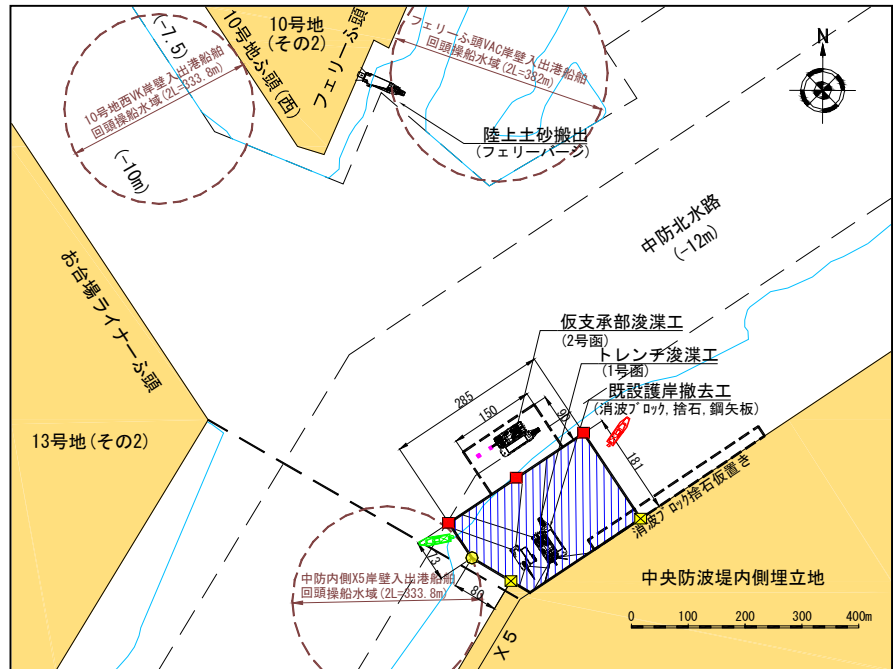 10号地
(その2)
10号地ふ頭(西)
フェリーふ頭
(-7.5)
10号地西VK岸壁入出港船舶
回頭操船水域(2L=333.8m)
(-10m)
フェリーふ頭VAC岸壁入出港船舶
回頭操船水域(2L=382m)
N
陸上土砂搬出
(フェリーバージ)
中防北水路
(-12m)
お台場ライナーふ頭
13号地(その2)
仮支承部浚渫工
(2号函)
トレンチ浚渫工
(1号函)
既設護岸撤去工
(消波ブロック,捨石,鋼矢板)
285
150
90
181
73
80
消波ブロック捨石仮置き
中防内側X5岸壁入出港船舶
回頭操船水域(2L=333.8m)
中央防波堤内側埋立地
X5
0 100 200 300 400m